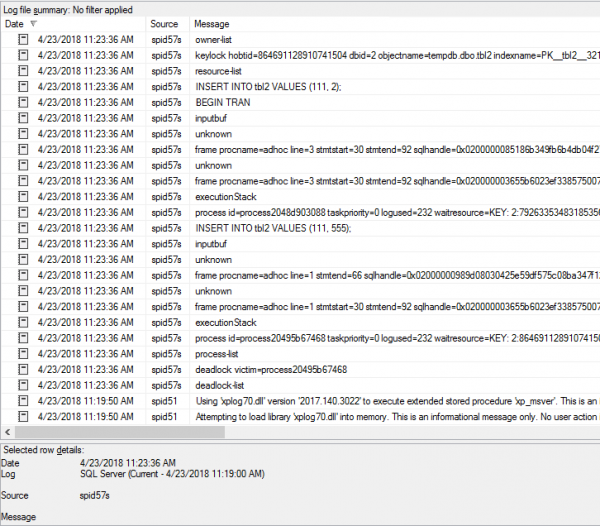 Log file summary: No filter applied
Date Source Message
4/23/2018 11:23:36 AM spid57s owner-list
4/23/2018 11:23:36 AM spid57s keylock hobtid=864691128910741504 dbid=2 objectname=tempdb.dbo.tbl2 indexname=PK__tbl2__321
4/23/2018 11:23:36 AM spid57s resource-list
4/23/2018 11:23:36 AM spid57s INSERT INTO tbl2 VALUES (111, 2);
4/23/2018 11:23:36 AM spid57s BEGIN TRAN
4/23/2018 11:23:36 AM spid57s inputbuf
4/23/2018 11:23:36 AM spid57s unknown
4/23/2018 11:23:36 AM spid57s frame procname=adhoc line=3 stmtstart=30 stmtend=92 sqlhandle=0x0200000085186b349fb6b4db04f2
4/23/2018 11:23:36 AM spid57s unknown
4/23/2018 11:23:36 AM spid57s frame procname=adhoc line=3 stmtstart=30 stmtend=92 sqlhandle=0x020000003655b6023ef338575007
4/23/2018 11:23:36 AM spid57s executionStack
4/23/2018 11:23:36 AM spid57s process id=process2048d903088 taskpriority=0 logused=232 waitresource=KEY: 2:7926335348318535
4/23/2018 11:23:36 AM spid57s INSERT INTO tbl2 VALUES (111, 555);
4/23/2018 11:23:36 AM spid57s inputbuf
4/23/2018 11:23:36 AM spid57s unknown
4/23/2018 11:23:36 AM spid57s frame procname=adhoc line=1 stmtend=66 sqlhandle=0x02000000989d08030425e59df575c08ba347f1
4/23/2018 11:23:36 AM spid57s unknown
4/23/2018 11:23:36 AM spid57s frame procname=adhoc line=1 stmtstart=30 stmtend=92 sqlhandle=0x020000003655b6023ef338575007
4/23/2018 11:23:36 AM spid57s executionStack
4/23/2018 11:23:36 AM spid57s process id=process20495b67468 taskpriority=0 logused=232 waitresource=KEY: 2:86469112891074150
4/23/2018 11:23:36 AM spid57s process-list
4/23/2018 11:23:36 AM spid57s deadlock victim=process20495b67468
4/23/2018 11:23:36 AM spid57s deadlock-list
4/23/2018 11:19:50 AM spid51 Using 'xplog70.dll' version '2017.140.3022' to execute extended stored procedure 'xp_msver'. This is an i
4/23/2018 11:19:50 AM spid51 Attempting to load library 'xplog70.dll' into memory. This is an informational message only. No user action i
Selected row details:
Date 4/23/2018 11:23:36 AM
Log SQL Server (Current - 4/23/2018 11:19:00 AM)
Source spid57s
Message